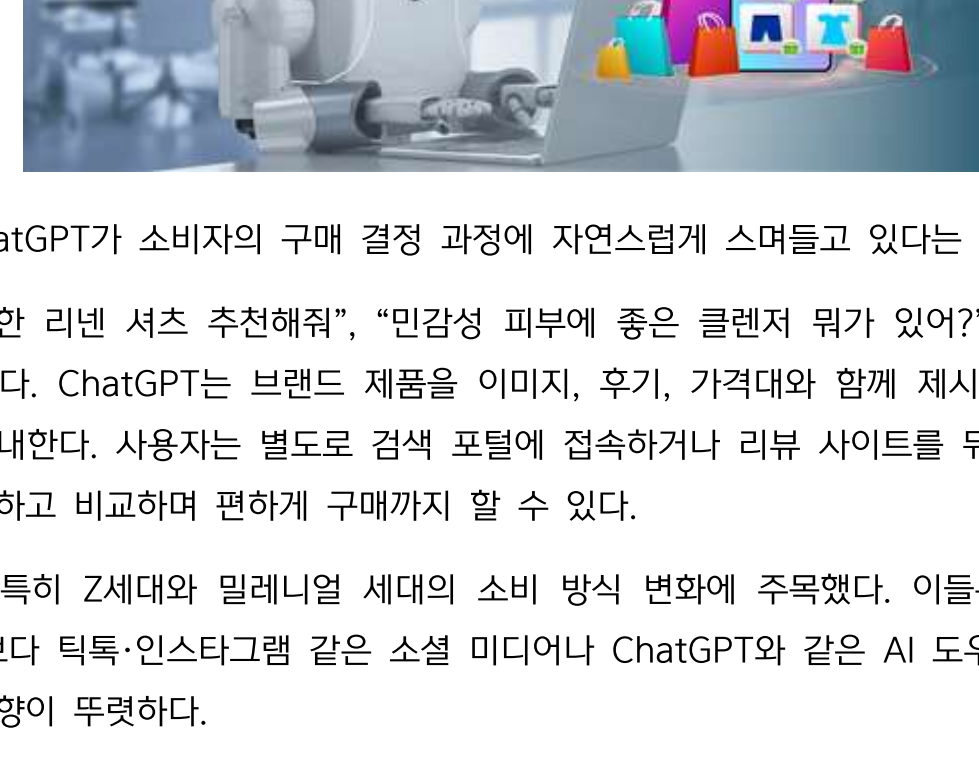 atGPT가 소비자의 구매 결정 과정에 자연스럽게 스며들고 있다는
한 리넨 셔츠 추천해줘”, “민감성 피부에 좋은 클렌저 뭐가 있어?”
다. ChatGPT는 브랜드 제품을 이미지, 후기, 가격대와 함께 제시
내한다. 사용자는 별도로 검색 포털에 접속하거나 리뷰 사이트를
하고 비교하며 편하게 구매까지 할 수 있다.
특히 Z세대와 밀레니얼 세대의 소비 방식 변화에 주목했다. 이들
보다 틱톡·인스타그램 같은 소셜 미디어나 ChatGPT와 같은 AI
향이 뚜렷하다.